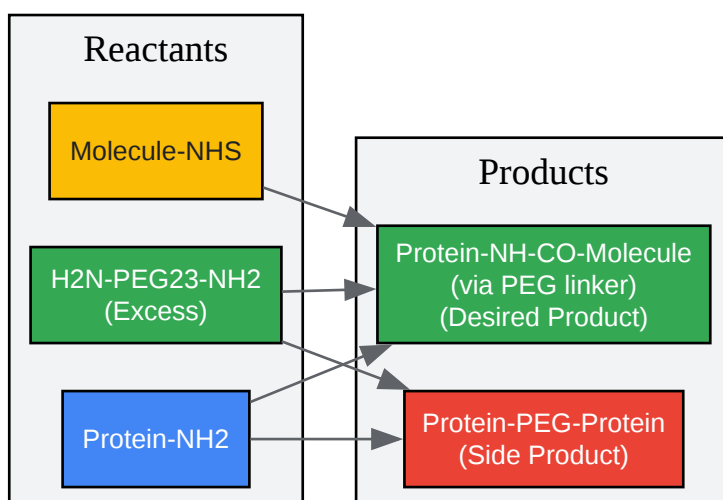 Reactants
Molecule-NHS
H2N-PEG23-NH2
(Excess)
Protein-NH2
Products
Protein-NH-CO-Molecule
(via PEG linker)
(Desired Product)
Protein-PEG-Protein
(Side Product)